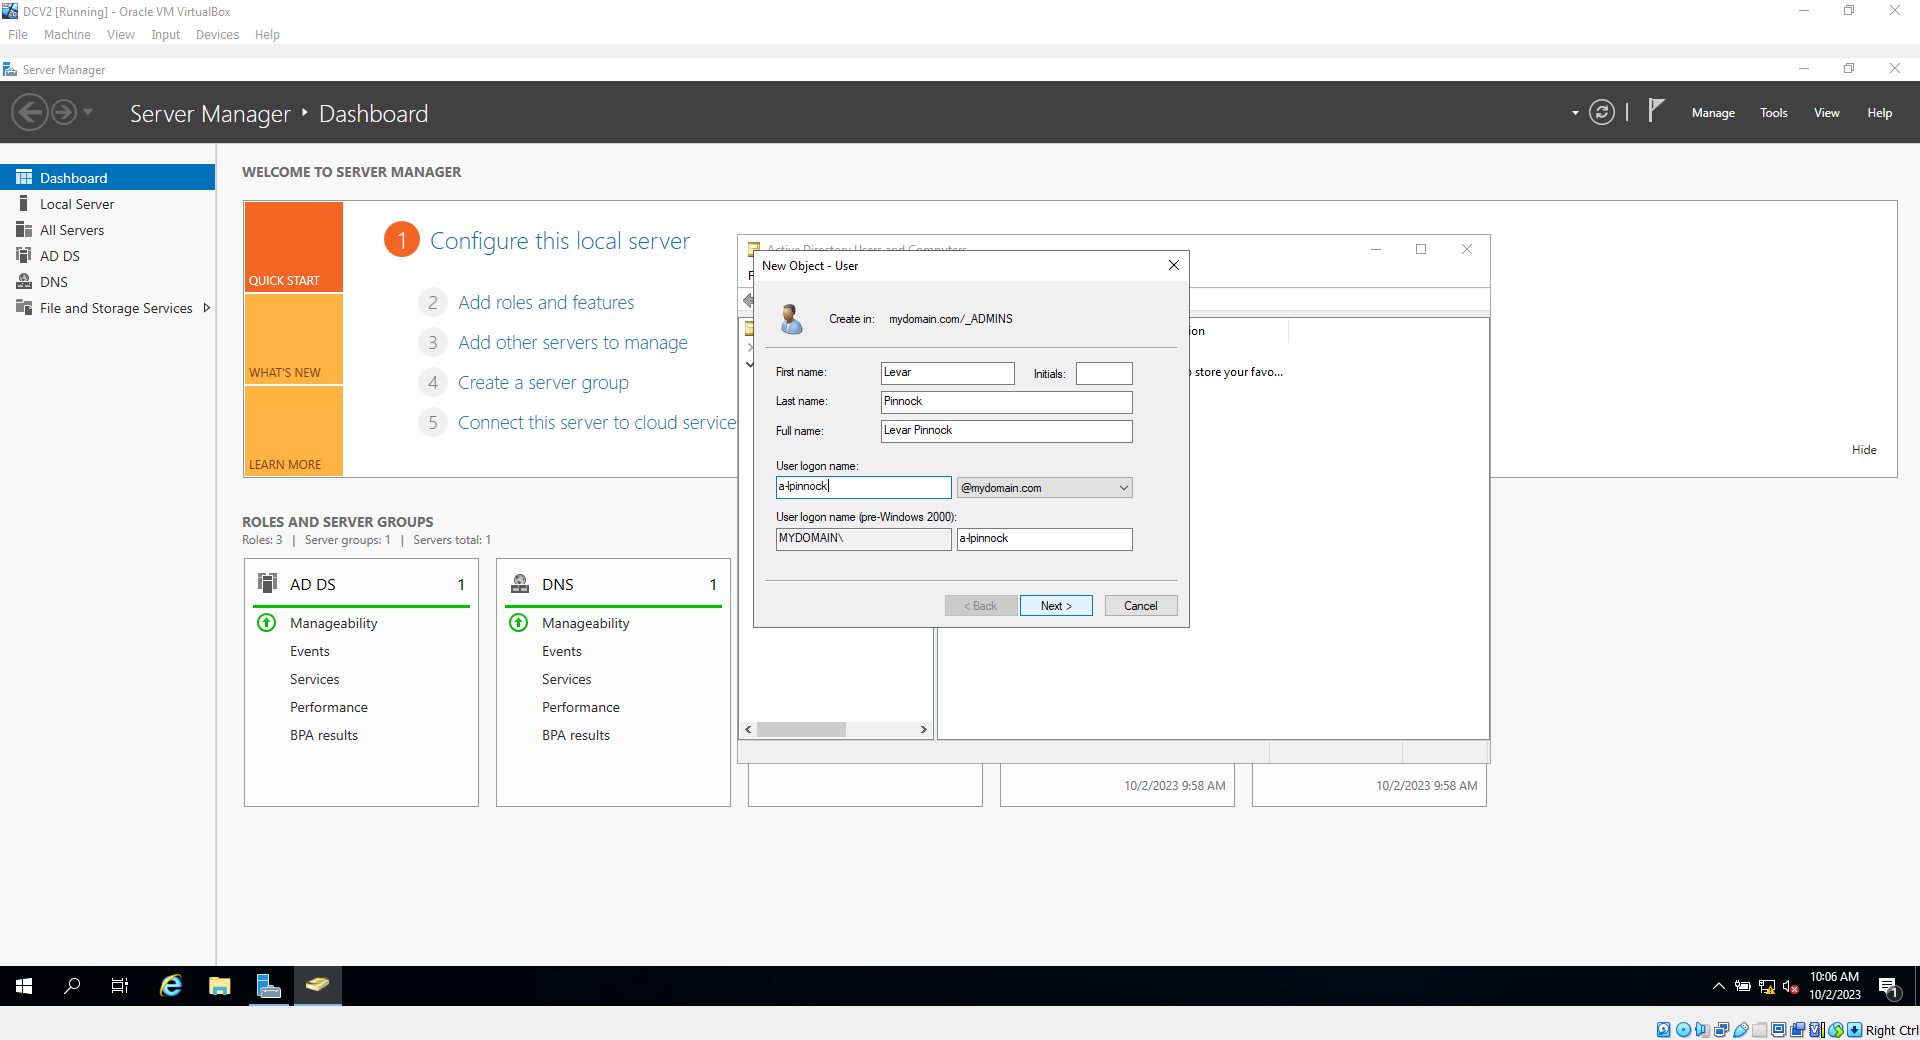 DCV2 [Running] - Oracle VM VirtualBox
File Machine View Input Devices Help
Server Manager
Server Manager Dashboard
Manage Tools View Help
Dashboard
Local Server
All Servers
AD DS
DNS
File and Storage Services
WELCOME TO SERVER MANAGER
QUICK START
WHAT'S NEW
LEARN MORE
1 Configure this local server
2 Add roles and features
3 Add other servers to manage
4 Create a server group
5 Connect this server to cloud service
Hide
Active Directory Users and Computers
ion
store your favo...
New Object - User
Create in: mydomain.com/_ADMINS
First name: Levar Initials:
Last name: Pinnock
Full name: Levar Pinnock
User logon name:
a-lpinnock @mydomain.com
User logon name (pre-Windows 2000):
MYDOMAIN\ a-lpinnock
< Back Next > Cancel
ROLES AND SERVER GROUPS
Roles: 3 | Server groups: 1 | Servers total: 1
AD DS 1
Manageability
Events
Services
Performance
BPA results
DNS 1
Manageability
Events
Services
Performance
BPA results
10/2/2023 9:58 AM
10/2/2023 9:58 AM
10:06 AM
10/2/2023
1
Right Ctrl